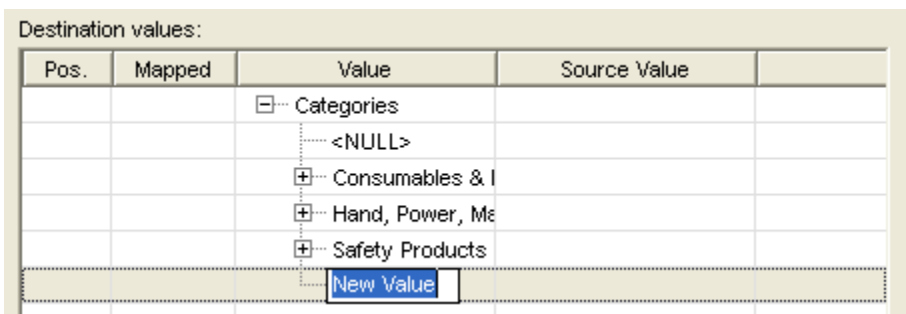 Destination values:
Pos. Mapped Value Source Value
Categories
<NULL>
Consumables &
Hand, Power, Ma
Safety Products
New Value